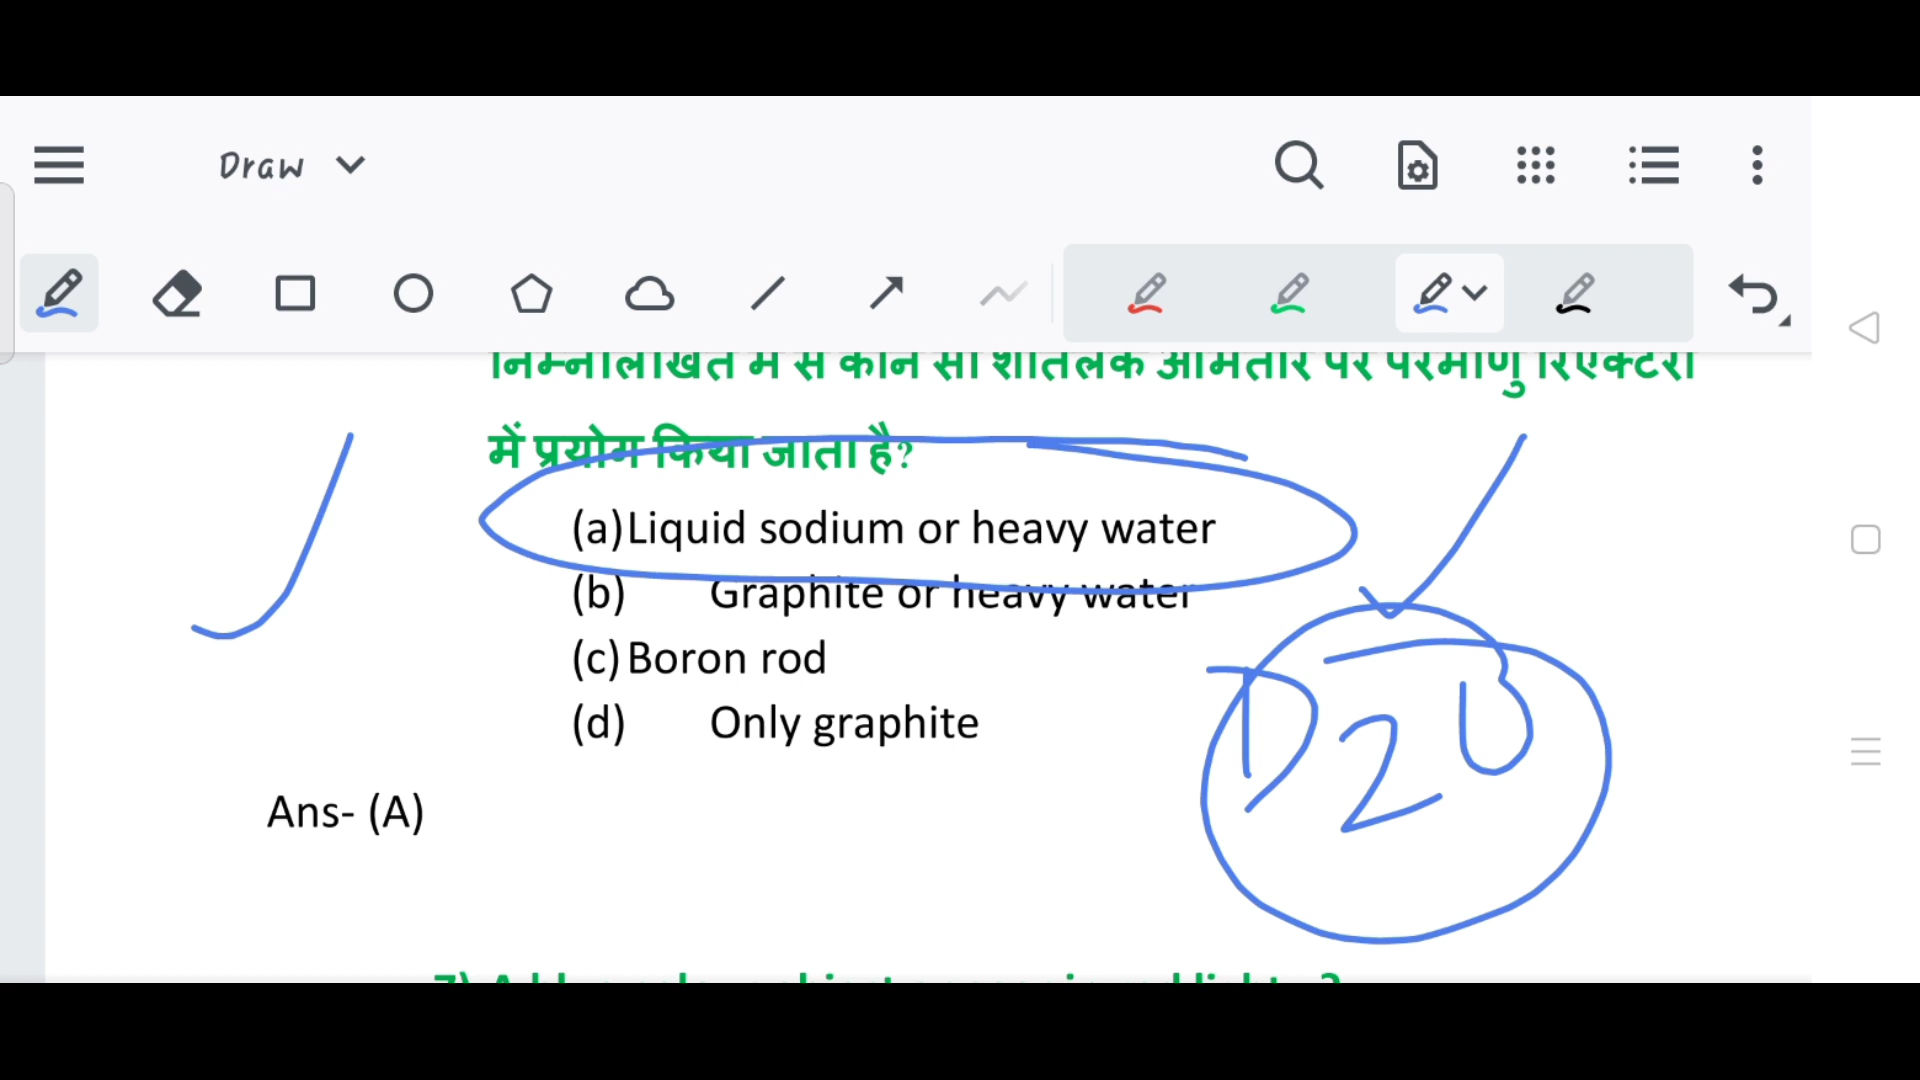 Draw
निम्नलिखित में से कौन सा शीतलक आमतौर पर परमाणु रिएक्टरों
में प्रयोग किया जाता है?
(a) Liquid sodium or heavy water
(b) Graphite or heavy water
(c) Boron rod
(d) Only graphite
D20
Ans- (A)